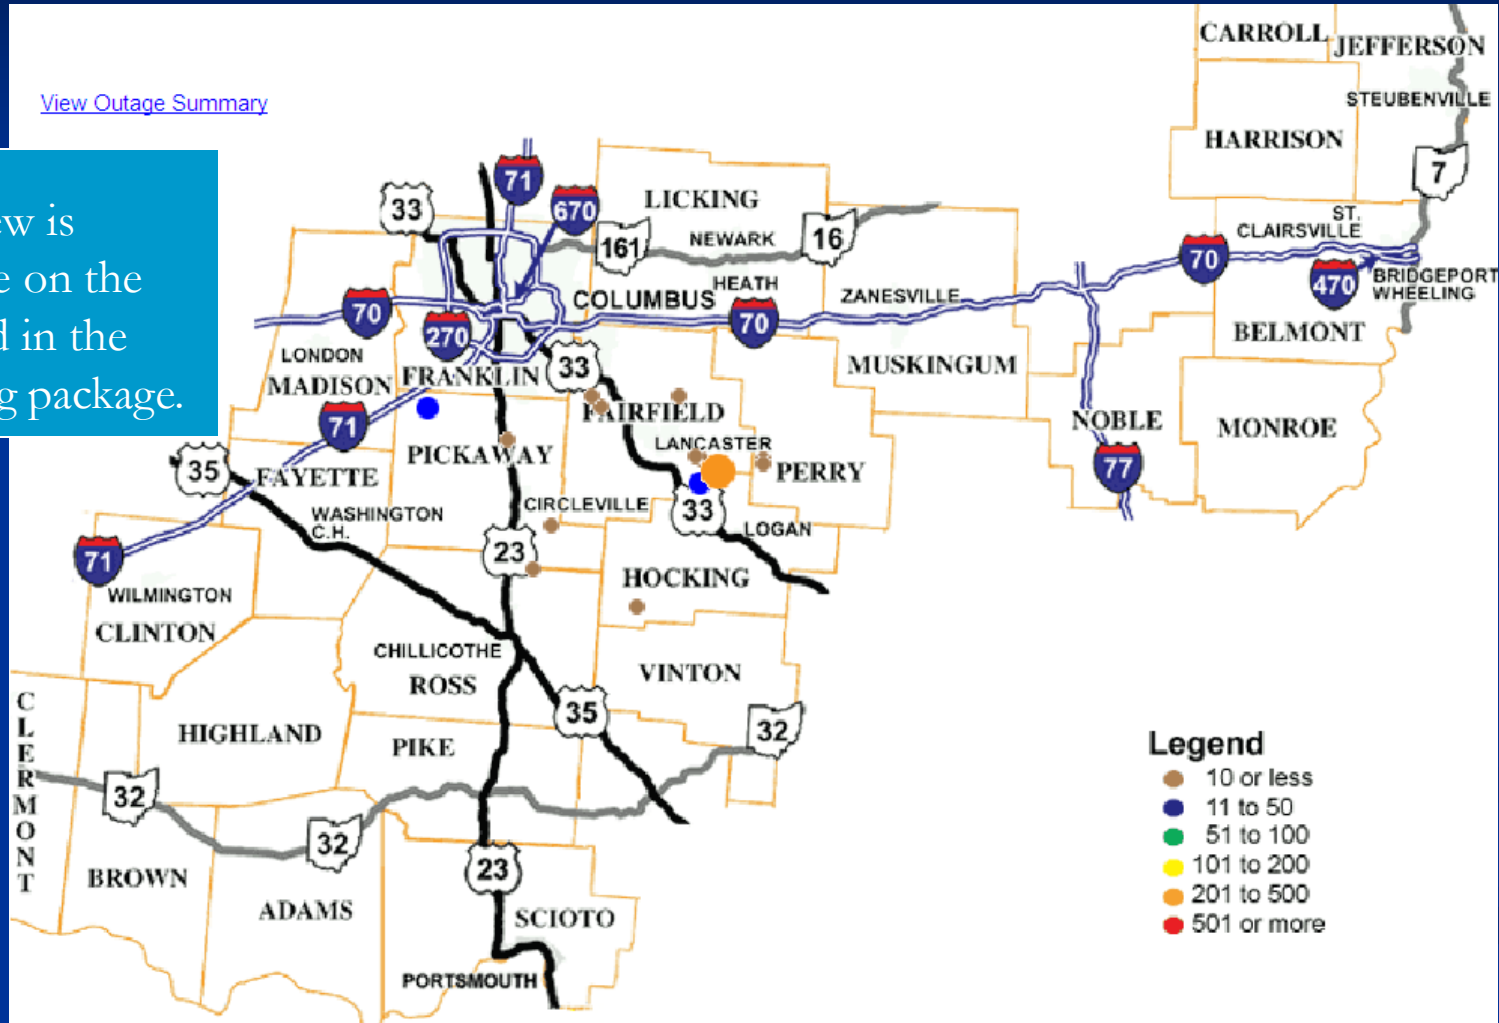 CARROLL
JEFFERSON
View Outage Summary
STEUBENVILLE
HARRISON
7
71
33
670
LICKING
ew is
161
NEWARK
16
ST.
CLAIRSVILLE
e on the
HEATH
70
470
BRIDGEPORT
WHEELING
70
COLUMBUS
70
ZANESVILLE
270
BELMONT
d in the
LONDON
MADISON
FRANKLIN
33
MUSKINGUM
g package.
71
FAIRFIELD
NOBLE
MONROE
LANCASTER
PICKAWAY
PERRY
77
35
FAYETTE
WASHINGTON
C.H.
CIRCLEVILLE
33
LOGAN
71
23
WILMINGTON
HOCKING
CLINTON
CHILLICOTHE
ROSS
VINTON
CLERMONT
35
32
HIGHLAND
PIKE
Legend
10 or less
11 to 50
51 to 100
101 to 200
201 to 500
501 or more
32
32
23
BROWN
ADAMS
SCIOTO
PORTSMOUTH